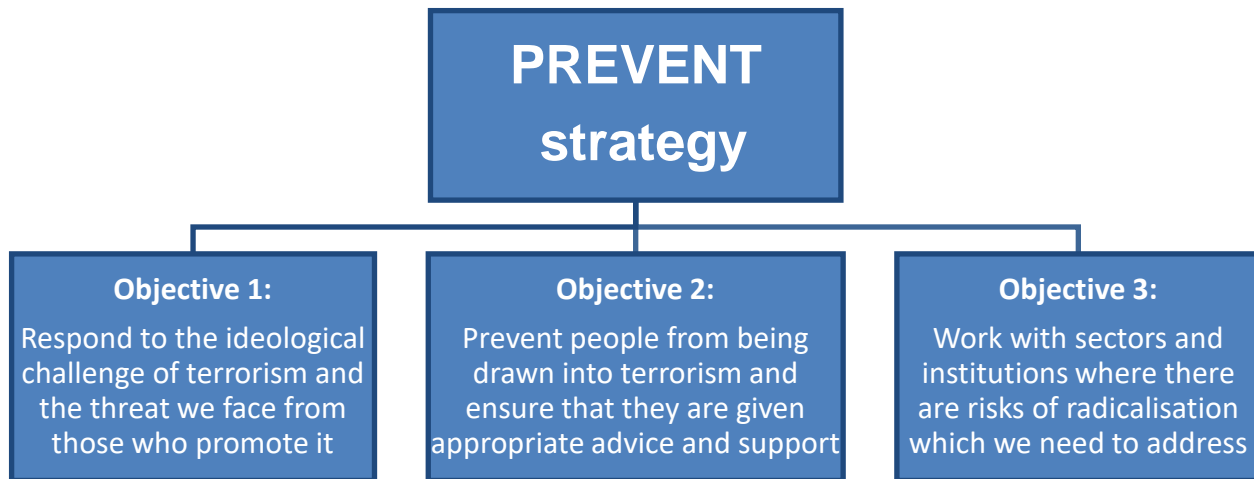 PREVENT
strategy
Objective 1:
Respond to the ideological
challenge of terrorism and
the threat we face from
those who promote it
Objective 2:
Prevent people from being
drawn into terrorism and
ensure that they are given
appropriate advice and support
Objective 3:
Work with sectors and
institutions where there
are risks of radicalisation
which we need to address